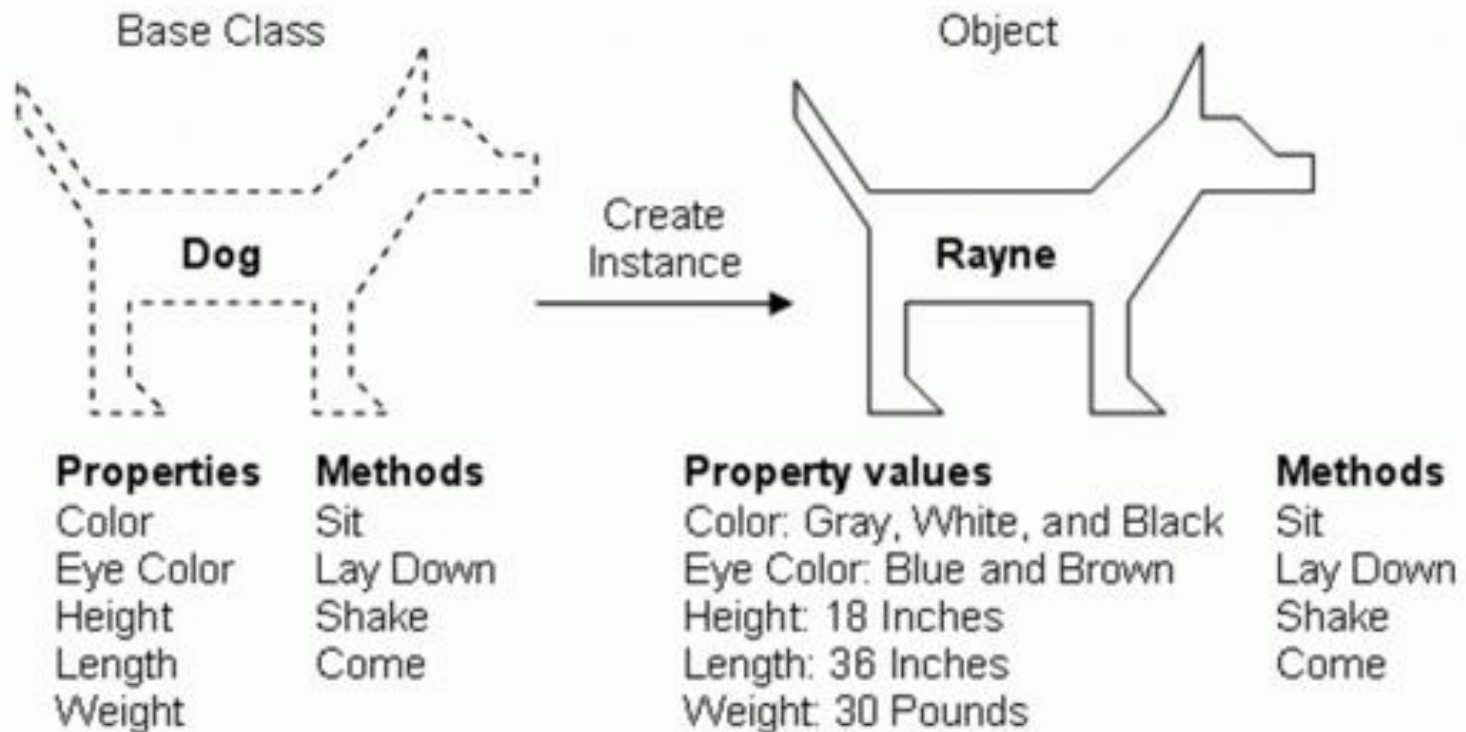 Base Class
Object
Dog
Create
Instance
Rayne
Properties
Color
Eye Color
Height
Length
Weight
Methods
Sit
Lay Down
Shake
Come
Property values
Color: Gray, White, and Black
Eye Color: Blue and Brown
Height: 18 Inches
Length: 36 Inches
Weight: 30 Pounds
Methods
Sit
Lay Down
Shake
Come